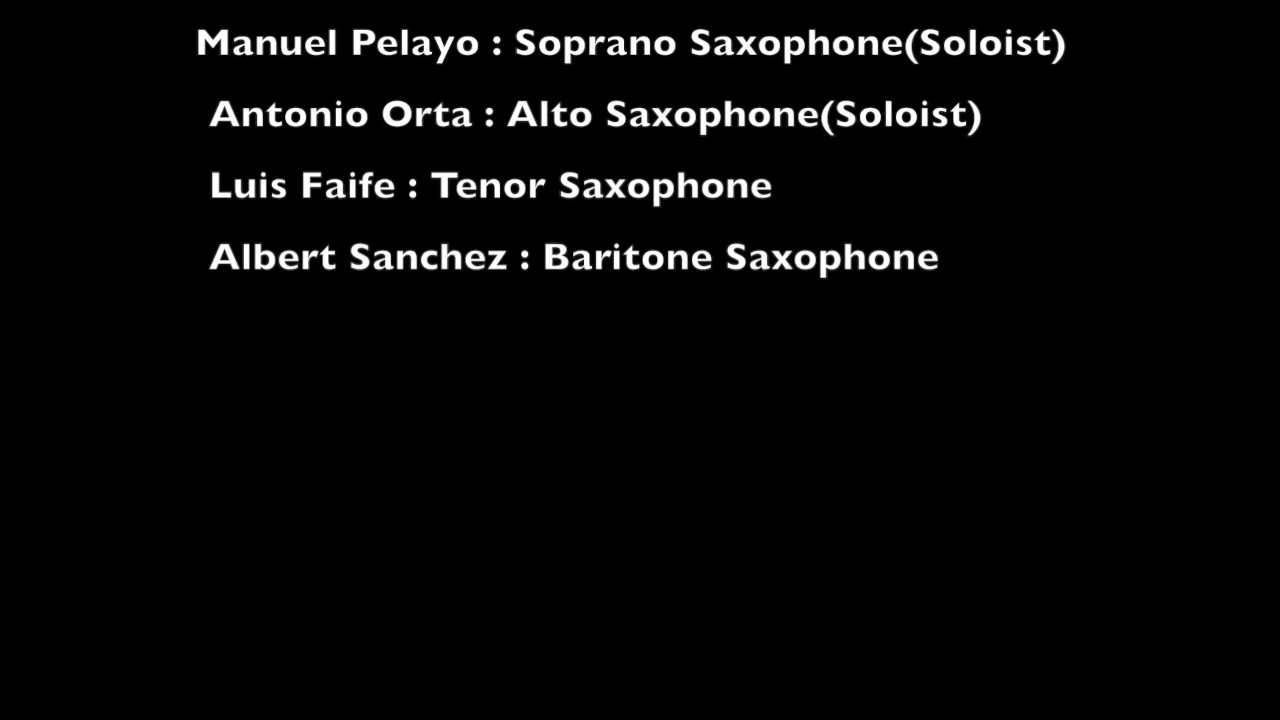 Manuel Pelayo : Soprano Saxophone(Soloist)
Antonio Orta : Alto Saxophone(Soloist)
Luis Faife : Tenor Saxophone
Albert Sanchez : Baritone Saxophone